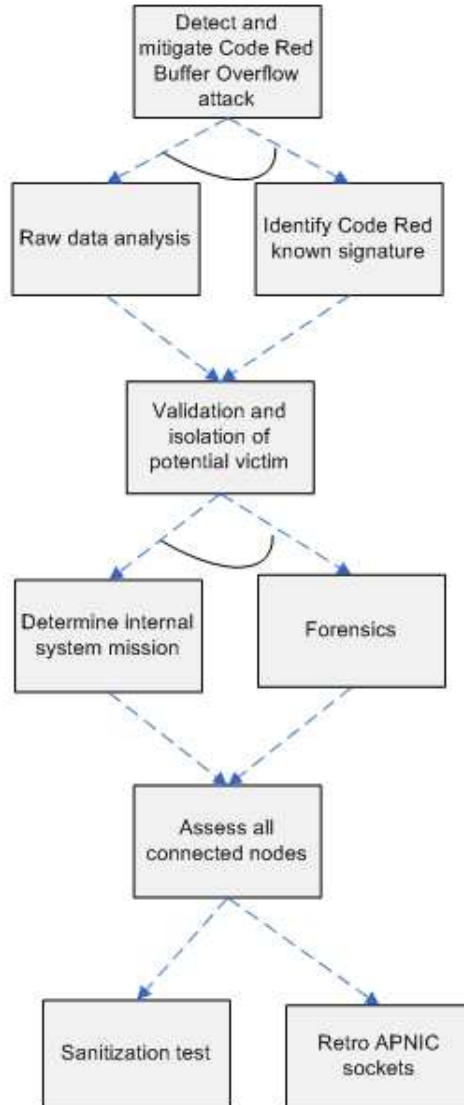 Detect and
mitigate Code Red
Buffer Overflow
attack
Raw data analysis
Identify Code Red
known signature
Validation and
isolation of
potential victim
Determine internal
system mission
Forensics
Assess all
connected nodes
Sanitization test
Retro APNIC
sockets